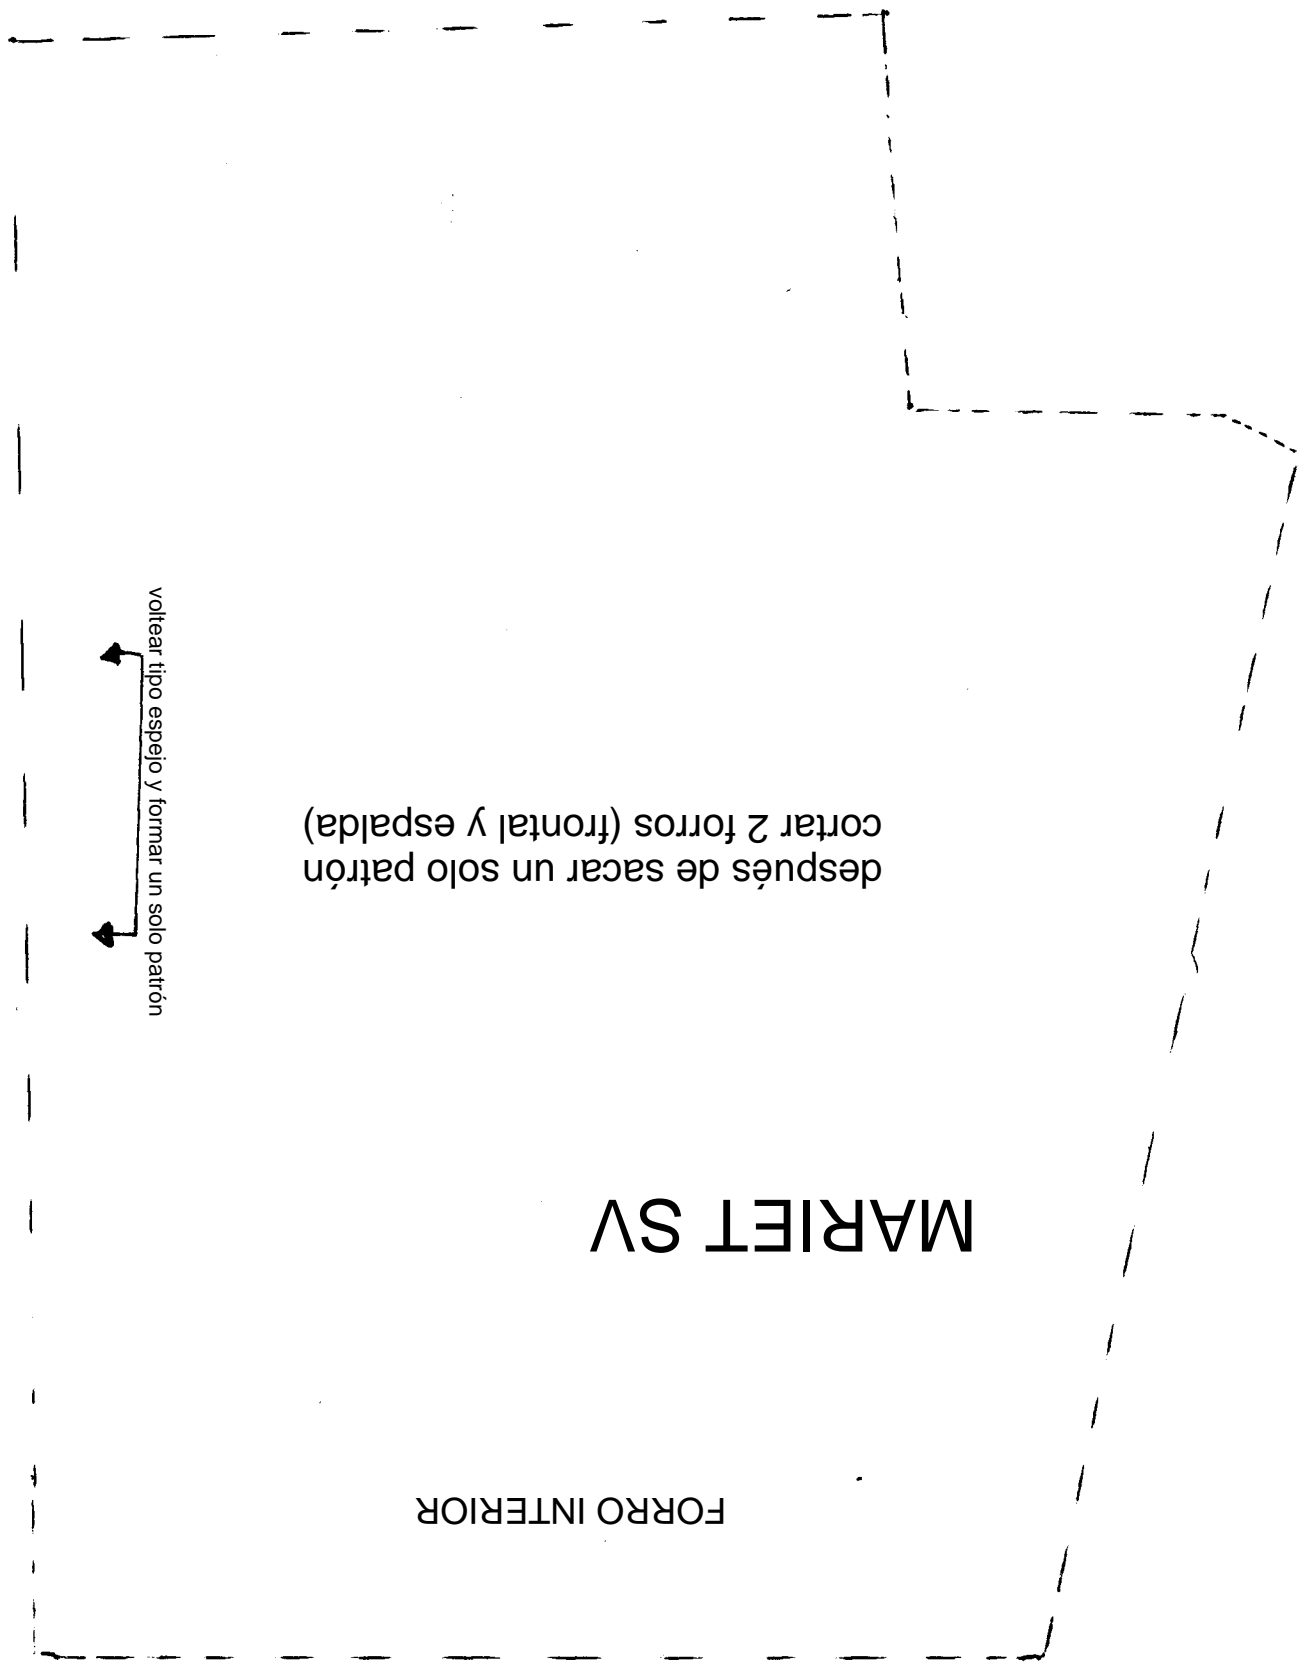 FORRO INTERIOR
MARIET SV
después de sacar un solo patrón
cortar 2 forros (frontal y espalda)
voltear tipo espejo y formar un solo patrón